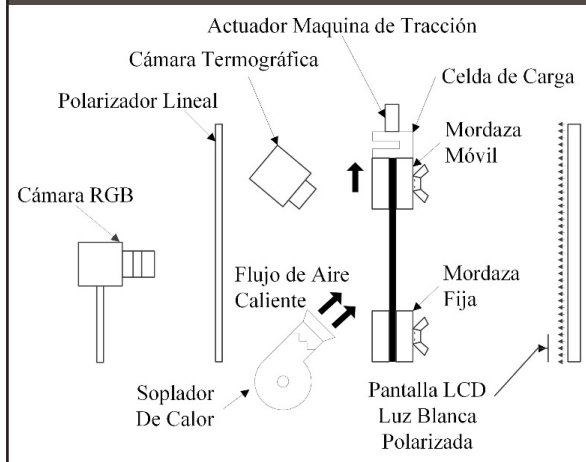 Actuador Maquina de Tracción
Cámara Termográfica
Celda de Carga
Polarizador Lineal
Mordaza
Móvil
Cámara RGB
Flujo de Aire
Caliente
Mordaza
Fija
Soplador
De Calor
Pantalla LCD
Luz Blanca
Polarizada